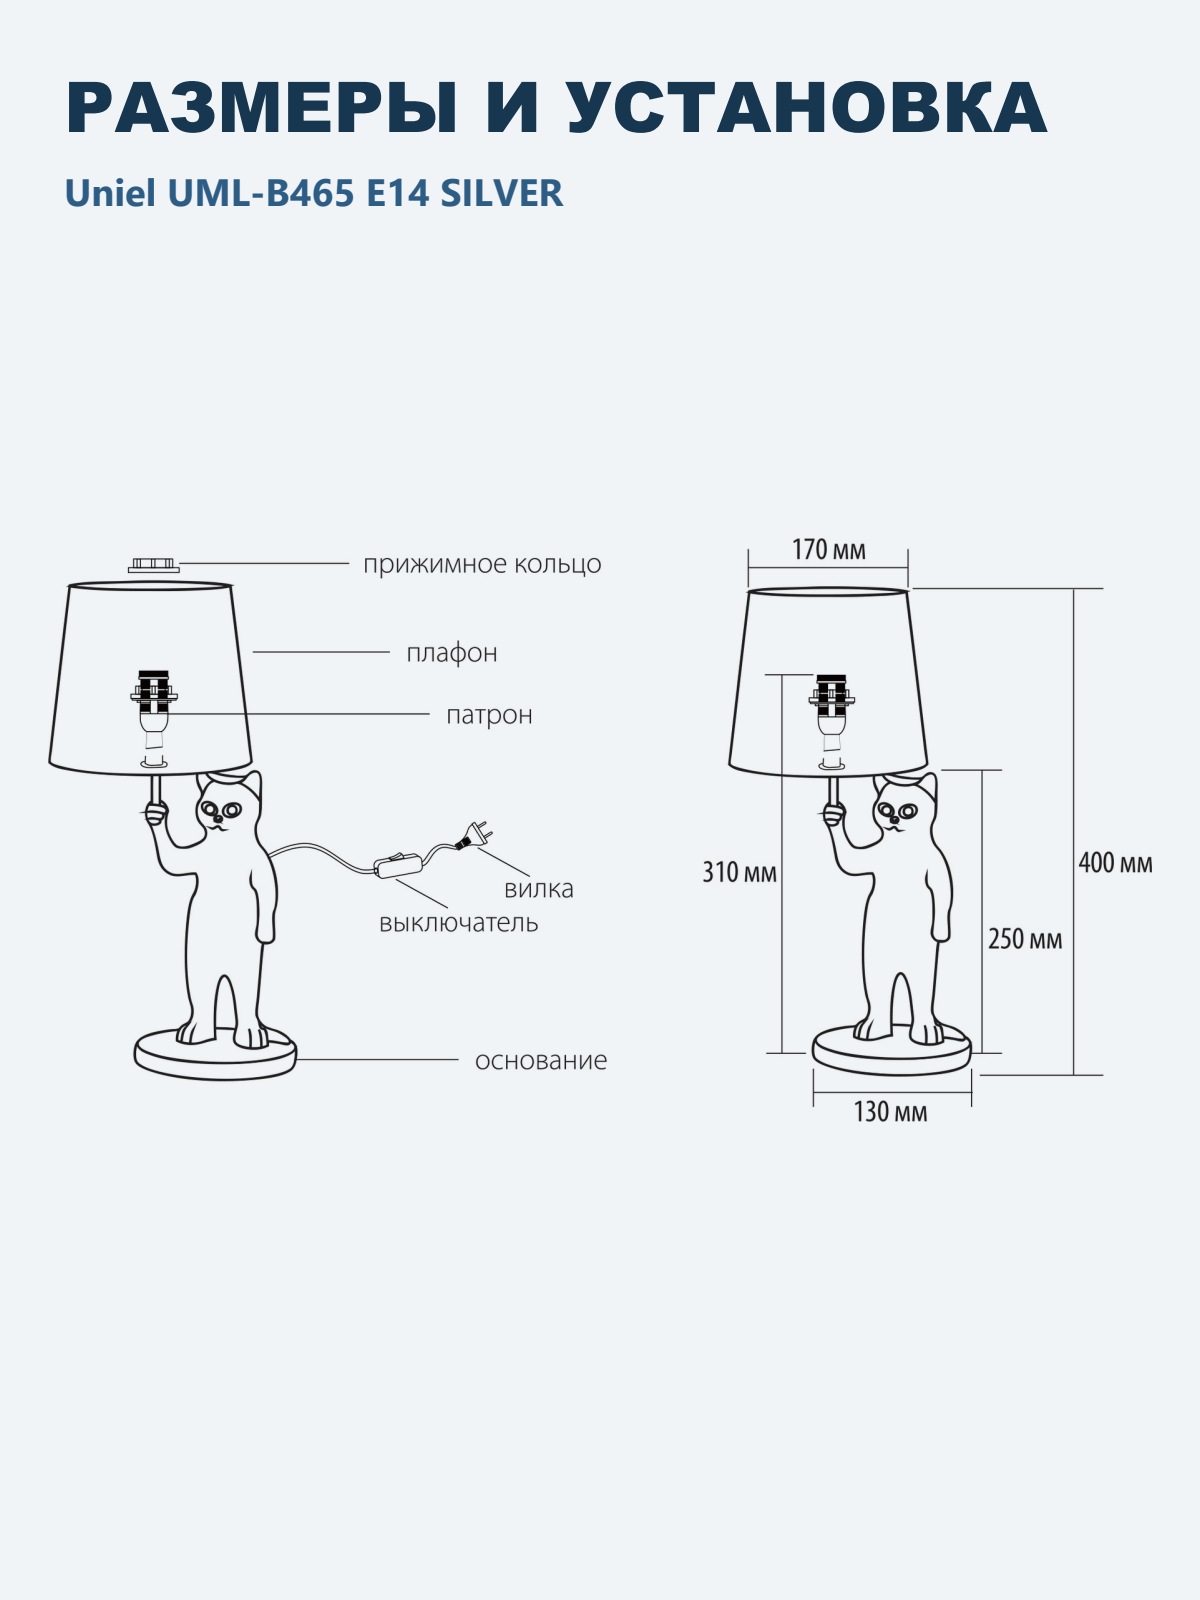 РАЗМЕРЫ И УСТАНОВКА
Uniel UML-B465 E14 SILVER
прижимное кольцо
плафон
патрон
вилка
выключатель
основание
170 мм
310 мм
400 мм
250 мм
130 мм